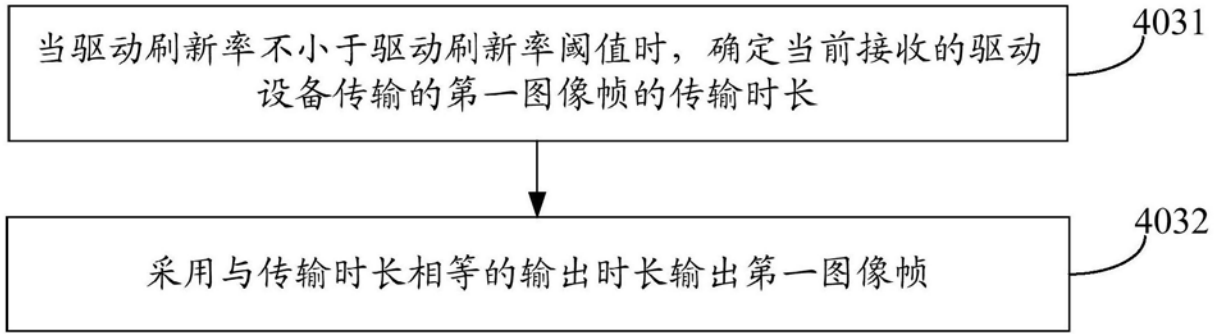 当驱动刷新率不小于驱动刷新率阈值时，确定当前接收的驱动
设备传输的第一图像帧的传输时长
4031
采用与传输时长相等的输出时长输出第一图像帧
4032